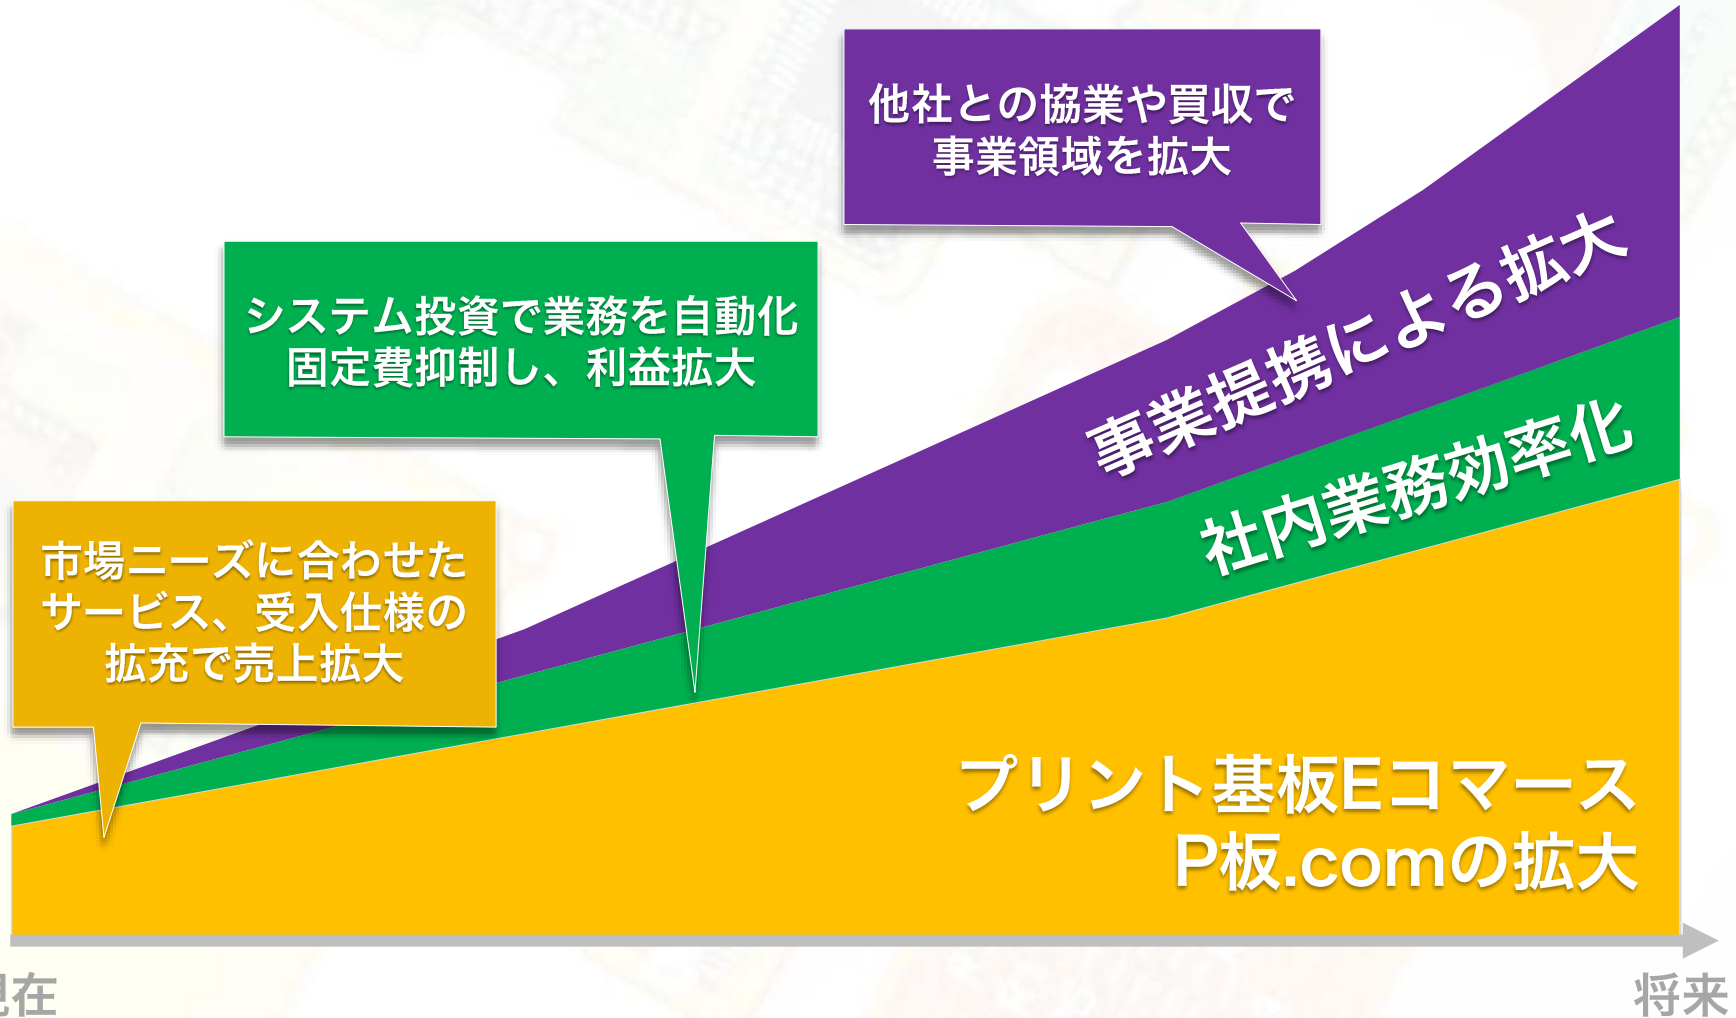 他社との協業や買収で
事業領域を拡大
システム投資で業務を自動化
固定費抑制し、利益拡大
市場ニーズに合わせた
サービス、受入仕様の
拡充で売上拡大
事業提携による拡大
社内業務効率化
プリント基板Eコマース
P板.comの拡大
現在
将来